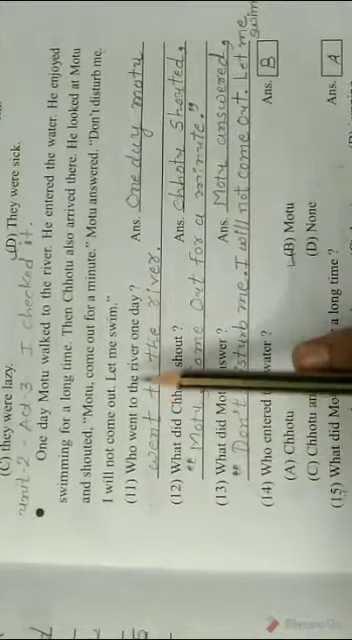 (C) they were lazy.
(D) They were sick.
unit-2 - Act-3 I checked it.
● One day Motu walked to the river. He entered the water. He enjoyed
swimming for a long time. Then Chhotu also arrived there. He looked at Motu
and shouted, "Motu, come out for a minute." Motu answered. "Don't disturb me.
I will not come out. Let me swim."
(11) Who went to the river one day ? Ans. One day motu
went the river.
(12) What did Chh shout ? Ans. Chhotu shouted,
"Motu ome out for a minute."
(13) What did Mot swer ? Ans. Motu answered,
"Don't isturb me. I will not come out. Let me
swim
(14) Who entered water ? Ans. B
(A) Chhotu (B) Motu
(C) Chhotu an (D) None
(15) What did Mo a long time ? Ans. A